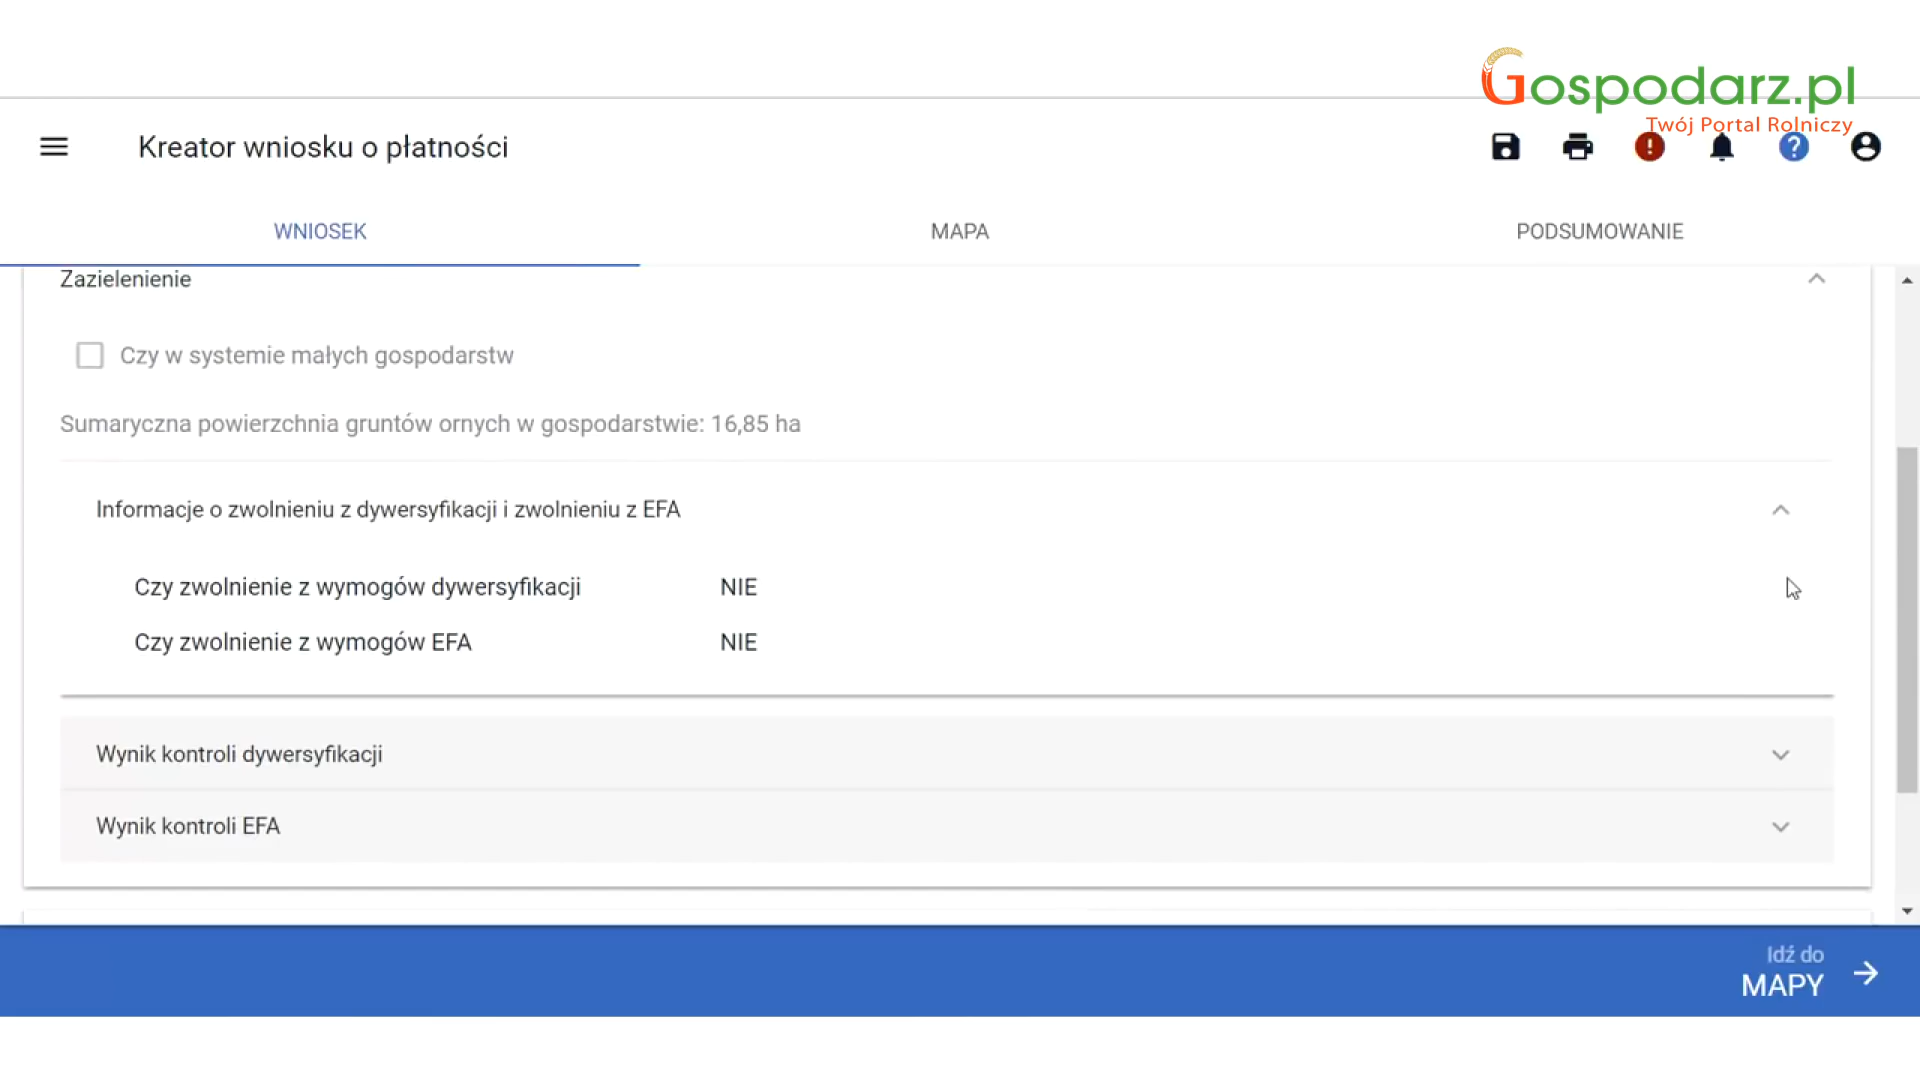 Gospodarz.pl
Twój Portal Rolniczy
Kreator wniosku o płatności
WNIOSEK
MAPA
PODSUMOWANIE
Zazielenienie
Czy w systemie małych gospodarstw
Sumaryczna powierzchnia gruntów ornych w gospodarstwie: 16,85 ha
Informacje o zwolnieniu z dywersyfikacji i zwolnieniu z EFA
Czy zwolnienie z wymogów dywersyfikacji NIE
Czy zwolnienie z wymogów EFA NIE
Wynik kontroli dywersyfikacji
Wynik kontroli EFA
Idź do
MAPY